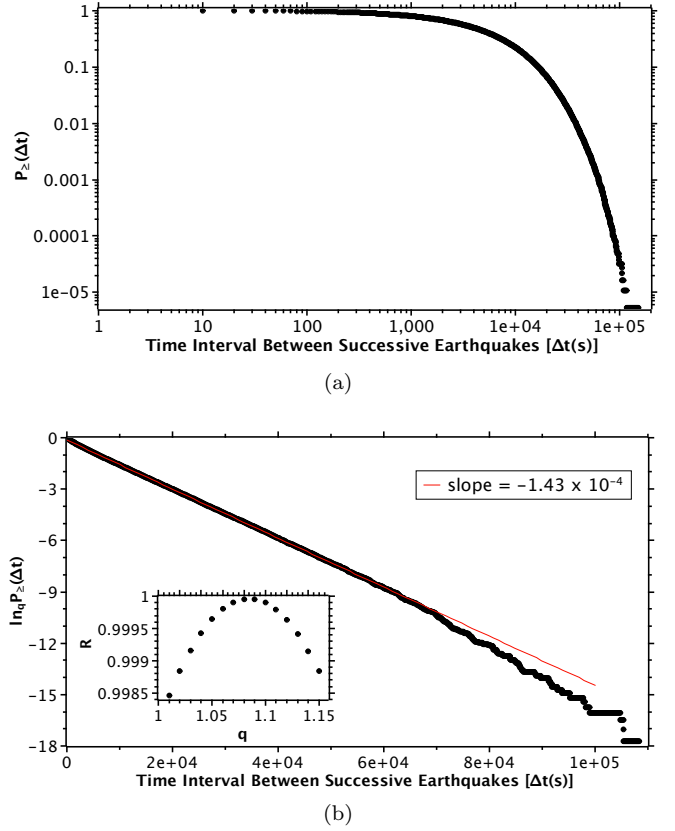 1
0.1
0.01
0.001
0.0001
1e-05
P≥(Δt)
1 10 100 1,000 1e+04 1e+05
Time Interval Between Successive Earthquakes [Δt(s)]
(a)
0
-3
-6
-9
-12
-15
-18
lnqP≥(Δt)
slope = -1.43 x 10-4
1
0.9995
0.999
0.9985
R
1 1.05 1.1 1.15
q
0 2e+04 4e+04 6e+04 8e+04 1e+05
Time Interval Between Successive Earthquakes [Δt(s)]
(b)